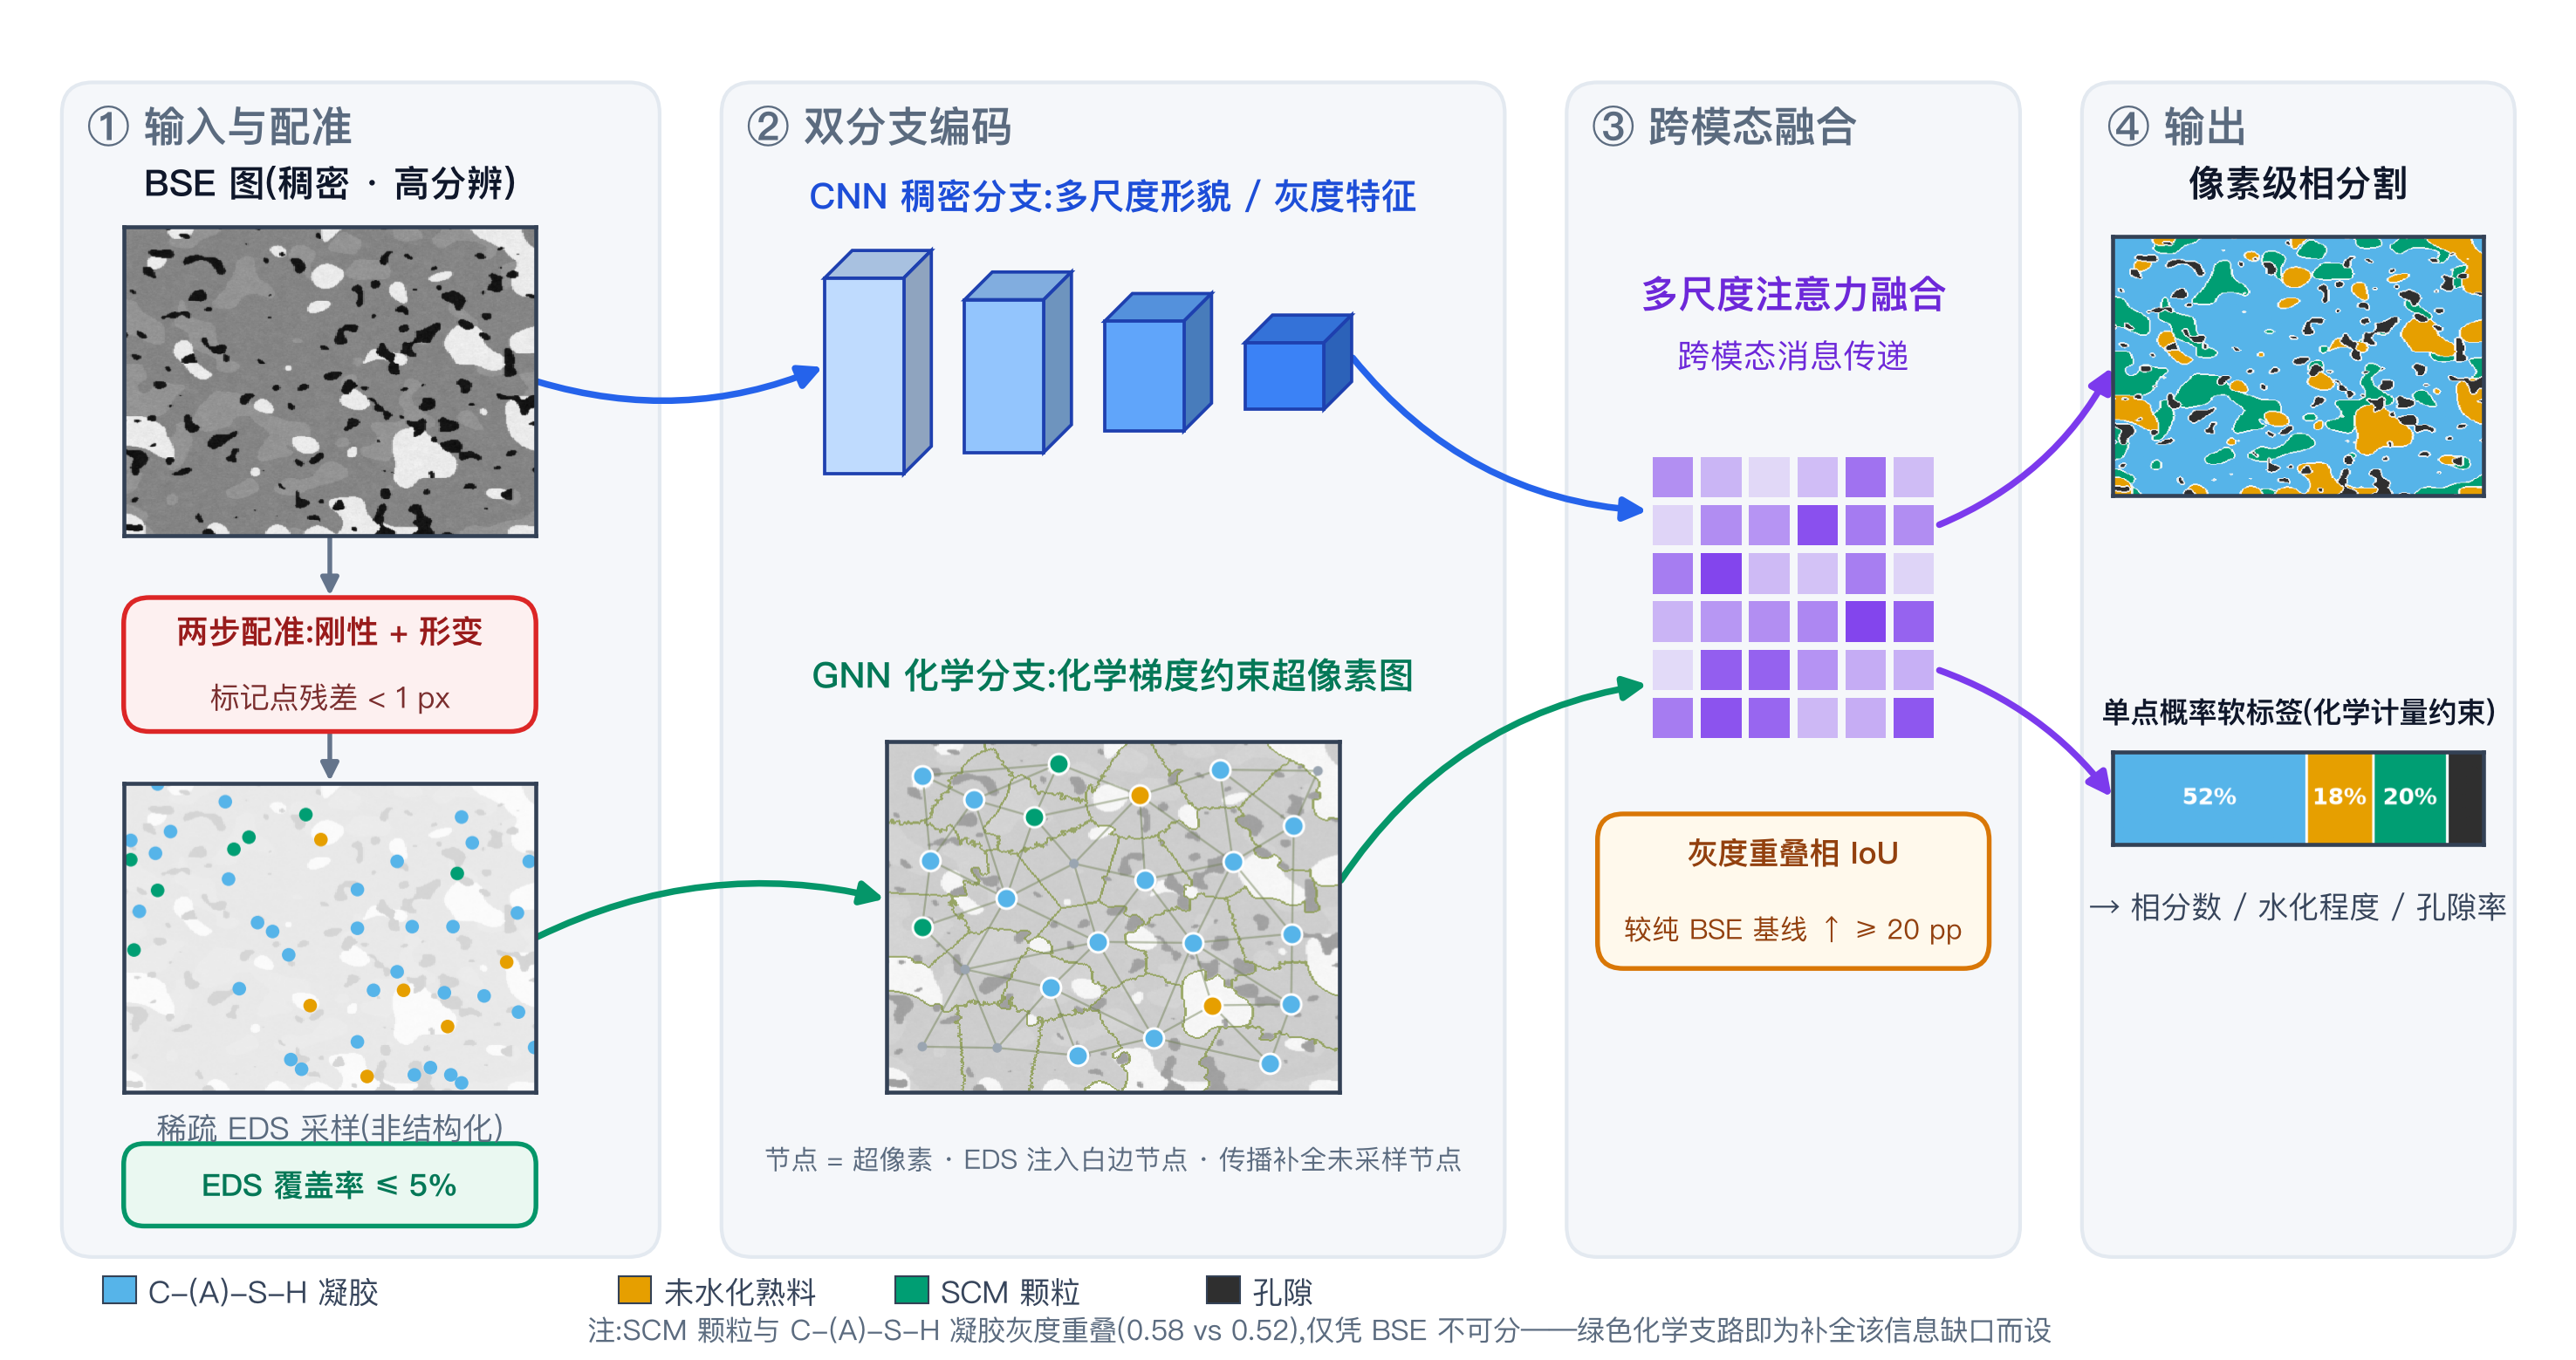 ① 输入与配准
BSE 图(稠密 · 高分辨)
两步配准:刚性 + 形变
标记点残差 < 1 px
稀疏 EDS 采样(非结构化)
EDS 覆盖率 ≤ 5%
② 双分支编码
CNN 稠密分支:多尺度形貌 / 灰度特征
GNN 化学分支:化学梯度约束超像素图
节点 = 超像素 · EDS 注入白边节点 · 传播补全未采样节点
③ 跨模态融合
多尺度注意力融合
跨模态消息传递
灰度重叠相 IoU
较纯 BSE 基线 ↑ ≥ 20 pp
④ 输出
像素级相分割
单点概率软标签(化学计量约束)
52% 18% 20%
→ 相分数 / 水化程度 / 孔隙率
C–(A)–S–H 凝胶 未水化熟料 SCM 颗粒 孔隙
注:SCM 颗粒与 C–(A)–S–H 凝胶灰度重叠(0.58 vs 0.52),仅凭 BSE 不可分——绿色化学支路即为补全该信息缺口而设